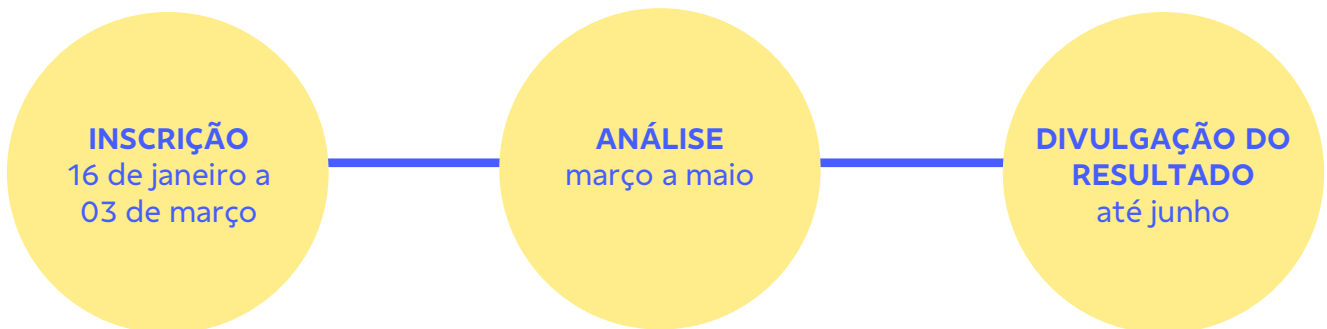 INSCRIÇÃO
16 de janeiro a
03 de março
ANÁLISE
março a maio
DIVULGAÇÃO DO
RESULTADO
até junho